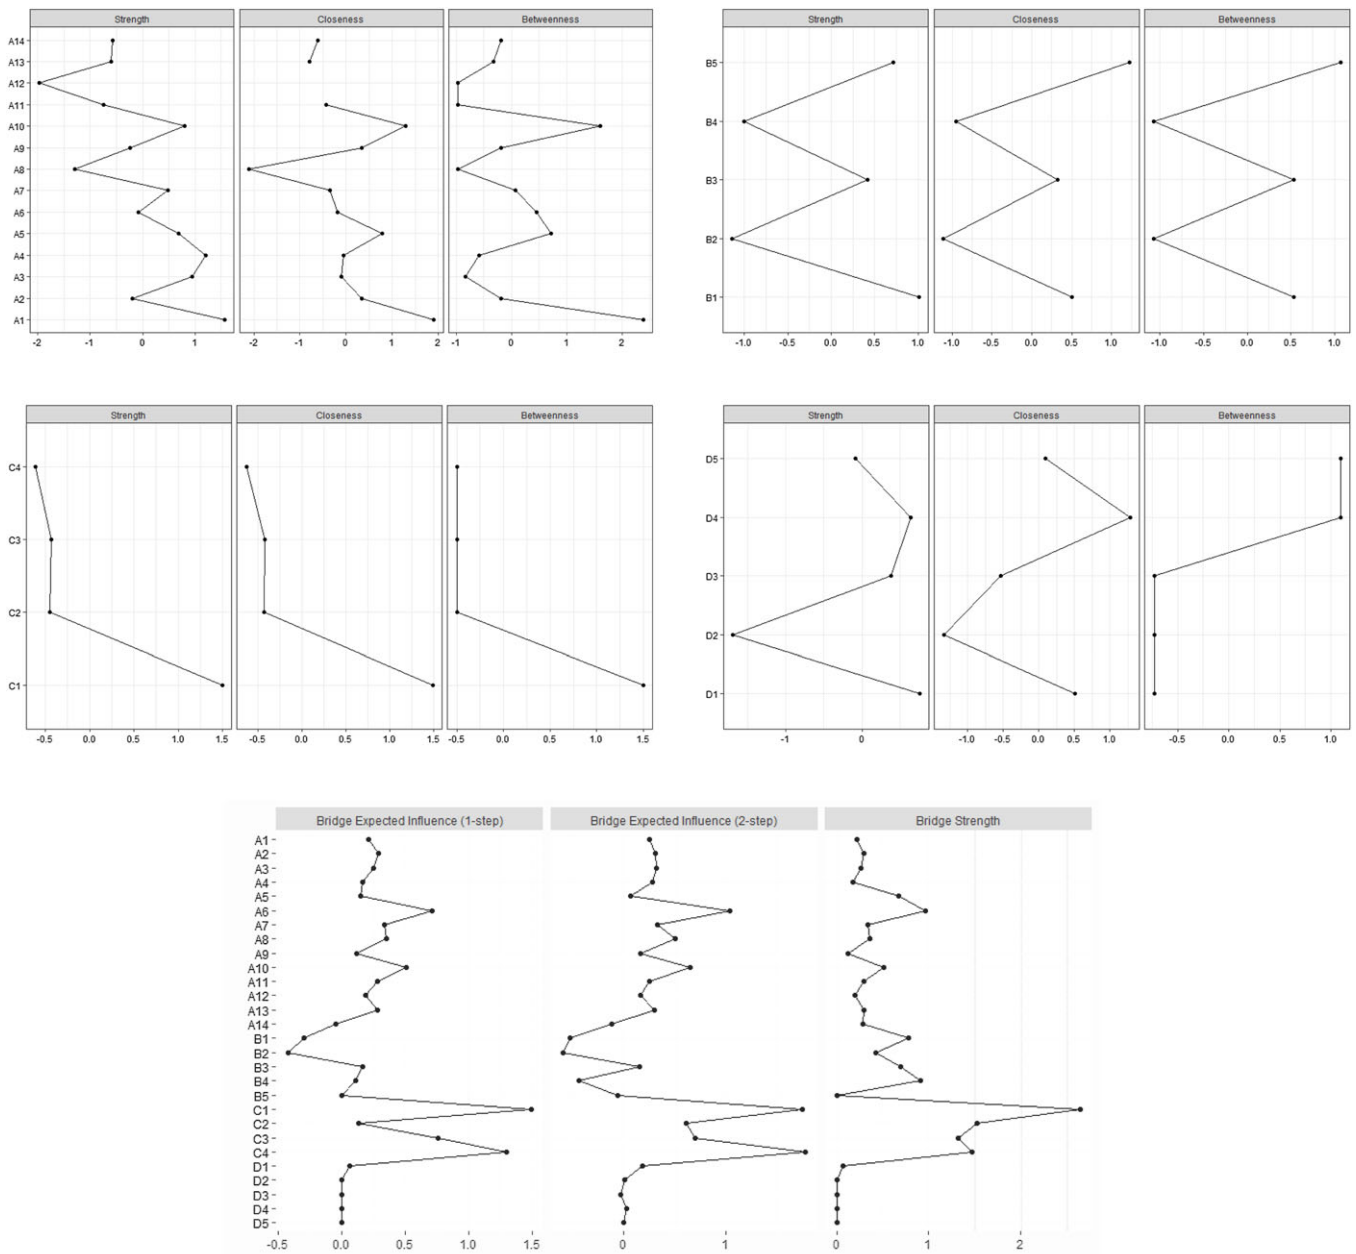 Strength Closeness Betweenness
A14
A13
A12
A11
A10
A9
A8
A7
A6
A5
A4
A3
A2
A1
-2 -1 0 1 -2 -1 0 1 2 -1 0 1 2
Strength Closeness Betweenness
B5
B4
B3
B2
B1
-1.0 -0.5 0.0 0.5 1.0 -1.0 -0.5 0.0 0.5 1.0 -1.0 -0.5 0.0 0.5 1.0
Strength Closeness Betweenness
C4
C3
C2
C1
-0.5 0.0 0.5 1.0 1.5 -0.5 0.0 0.5 1.0 1.5 -0.5 0.0 0.5 1.0 1.5
Strength Closeness Betweenness
D5
D4
D3
D2
D1
-1 0 -1.0 -0.5 0.0 0.5 1.0 -0.5 0.0 0.5 1.0
Bridge Expected Influence (1-step) Bridge Expected Influence (2-step) Bridge Strength
A1
A2
A3
A4
A5
A6
A7
A8
A9
A10
A11
A12
A13
A14
B1
B2
B3
B4
B5
C1
C2
C3
C4
D1
D2
D3
D4
D5
-0.5 0.0 0.5 1.0 1.5 0 1 0 1 2